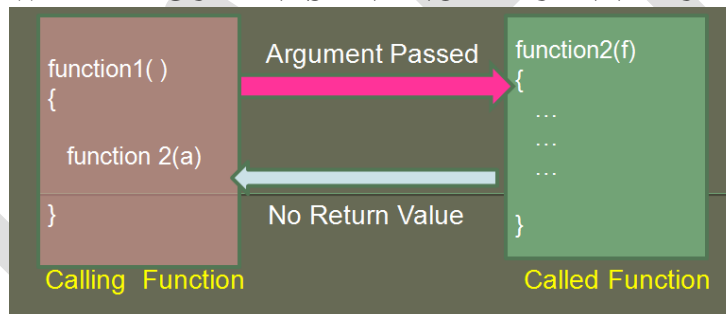 function1( )
{
function 2(a)
}
Calling Function
Argument Passed
No Return Value
function2(f)
{
...
...
...
}
Called Function